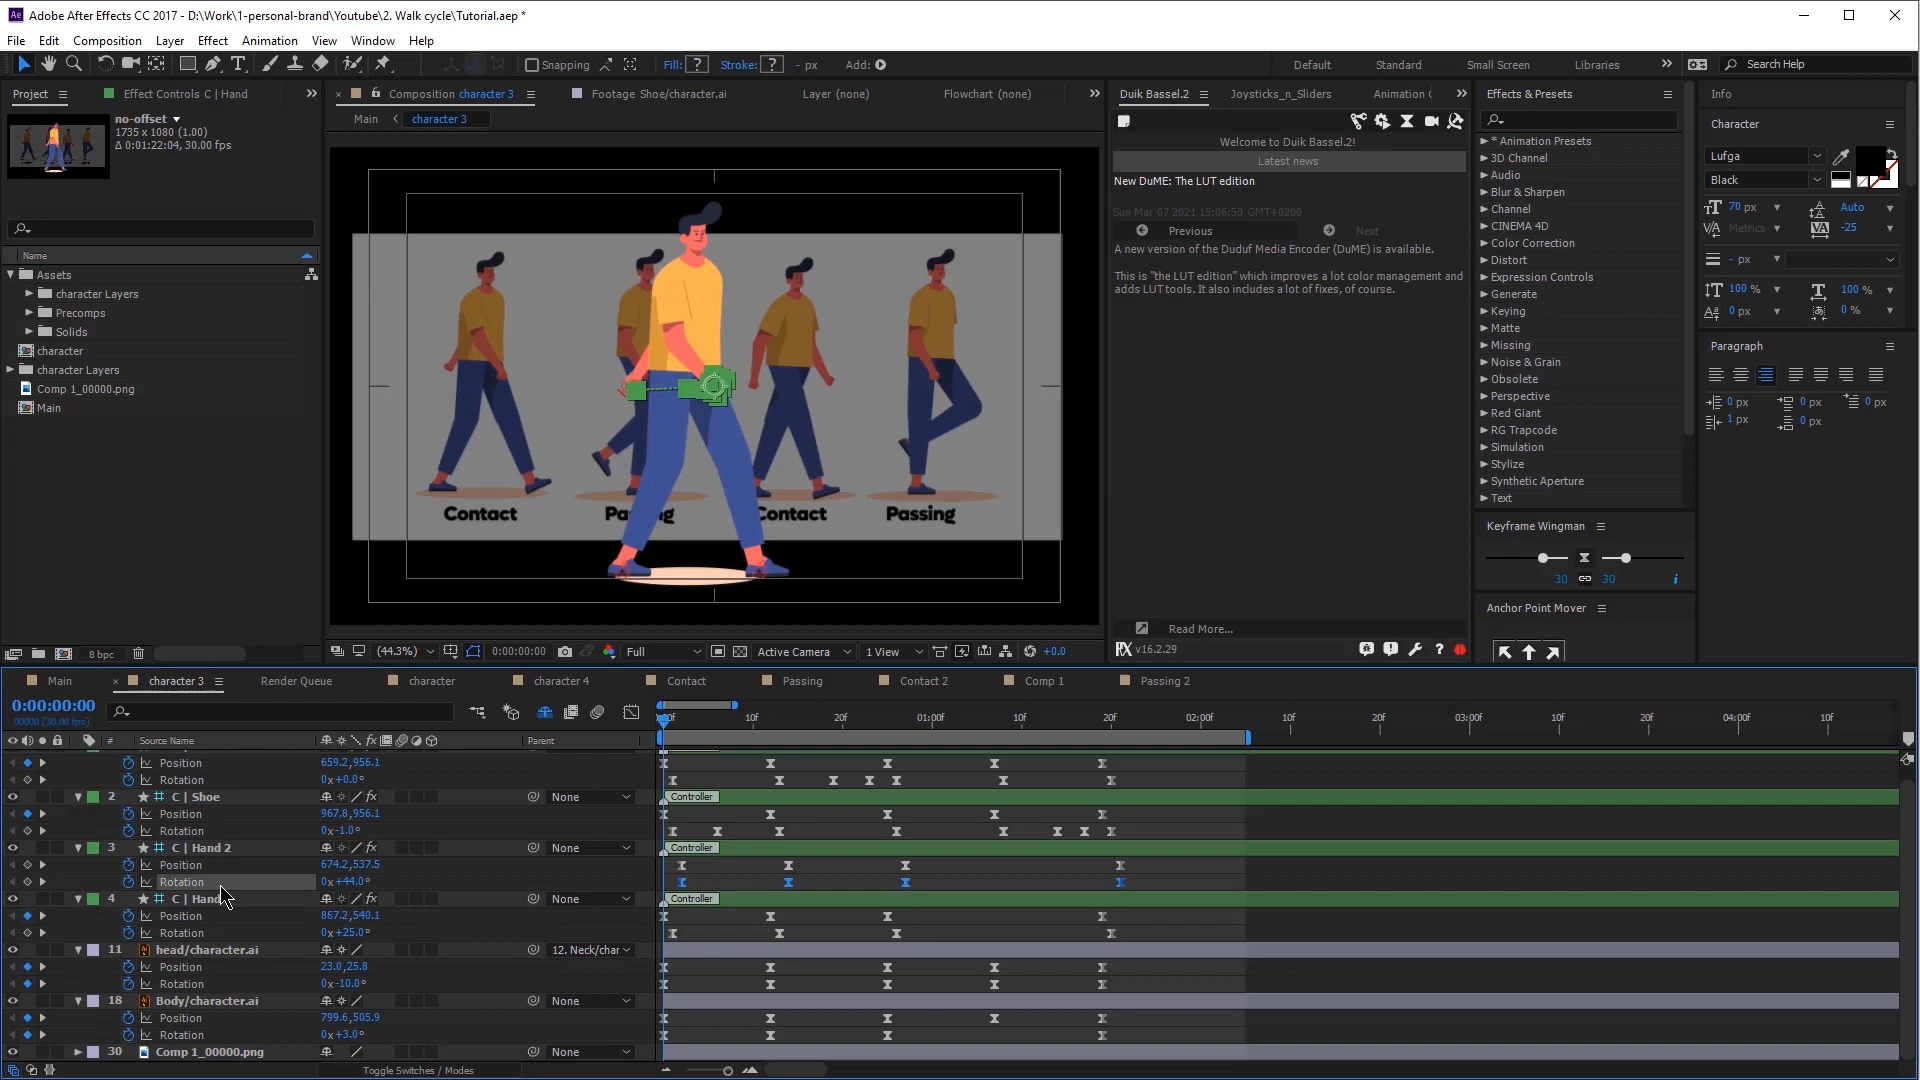 Adobe After Effects CC 2017 - D:\Work\1-personal-brand\Youtube\2. Walk cycle\Tutorial.aep *
File Edit Composition Layer Effect Animation View Window Help
Snapping Fill: ? Stroke: ? - px Add:
Default Standard Small Screen Libraries Search Help
Project Effect Controls C | Hand
Composition character 3 Footage Shoe/character.ai Layer (none) Flowchart (none)
Main character 3
no-offset
1735 x 1080 (1.00)
Δ 0:01:22:04, 30.00 fps
Name
Assets
character Layers
Precomps
Solids
character
character Layers
Comp 1_00000.png
Main
8 bpc
Contact
Contact
Passing
(44.3%) 0:00:00:00 Full Active Camera 1 View +0.0
Duik Bassel.2 Joysticks_n_Sliders Animation
Welcome to Duik Bassel.2!
Latest news
New DuME: The LUT edition
Sun Mar 07 2021 15:06:50 GMT+0200
Previous Next
A new version of the Duduf Media Encoder (DuME) is available.
This is "the LUT edition" which improves a lot color management and
adds LUT tools. It also includes a lot of fixes, of course.
Read More...
v16.2.29
Effects & Presets
* Animation Presets
3D Channel
Audio
Blur & Sharpen
Channel
CINEMA 4D
Color Correction
Distort
Expression Controls
Generate
Keying
Matte
Missing
Noise & Grain
Obsolete
Perspective
Red Giant
RG Trapcode
Simulation
Stylize
Synthetic Aperture
Text
Keyframe Wingman
30 30
Anchor Point Mover
Info
Character
Lufga
Black
70 px Auto
Metrics -25
- px
100 % 100 %
0 px 0 %
Paragraph
0 px 0 px 0 px
1 px 0 px
Main character 3 Render Queue character character 4 Contact Passing Contact 2 Comp 1 Passing 2
0:00:00:00
00000 (30.00 fps)
10f 20f 01:00f 10f 20f 02:00f 10f 20f 03:00f 10f 20f 04:00f 10f
# Source Name Parent
Position 659.2,956.1
Rotation 0x+0.0°
2 C | Shoe None Controller
Position 967.8,956.1
Rotation 0x-1.0°
3 C | Hand 2 None Controller
Position 674.2,537.5
Rotation 0x+44.0°
4 C | Hand None Controller
Position 867.2,540.1
Rotation 0x+25.0°
11 head/character.ai 12. Neck/char
Position 23.0,25.8
Rotation 0x-10.0°
18 Body/character.ai None
Position 799.6,505.9
Rotation 0x+3.0°
30 Comp 1_00000.png None
Toggle Switches / Modes